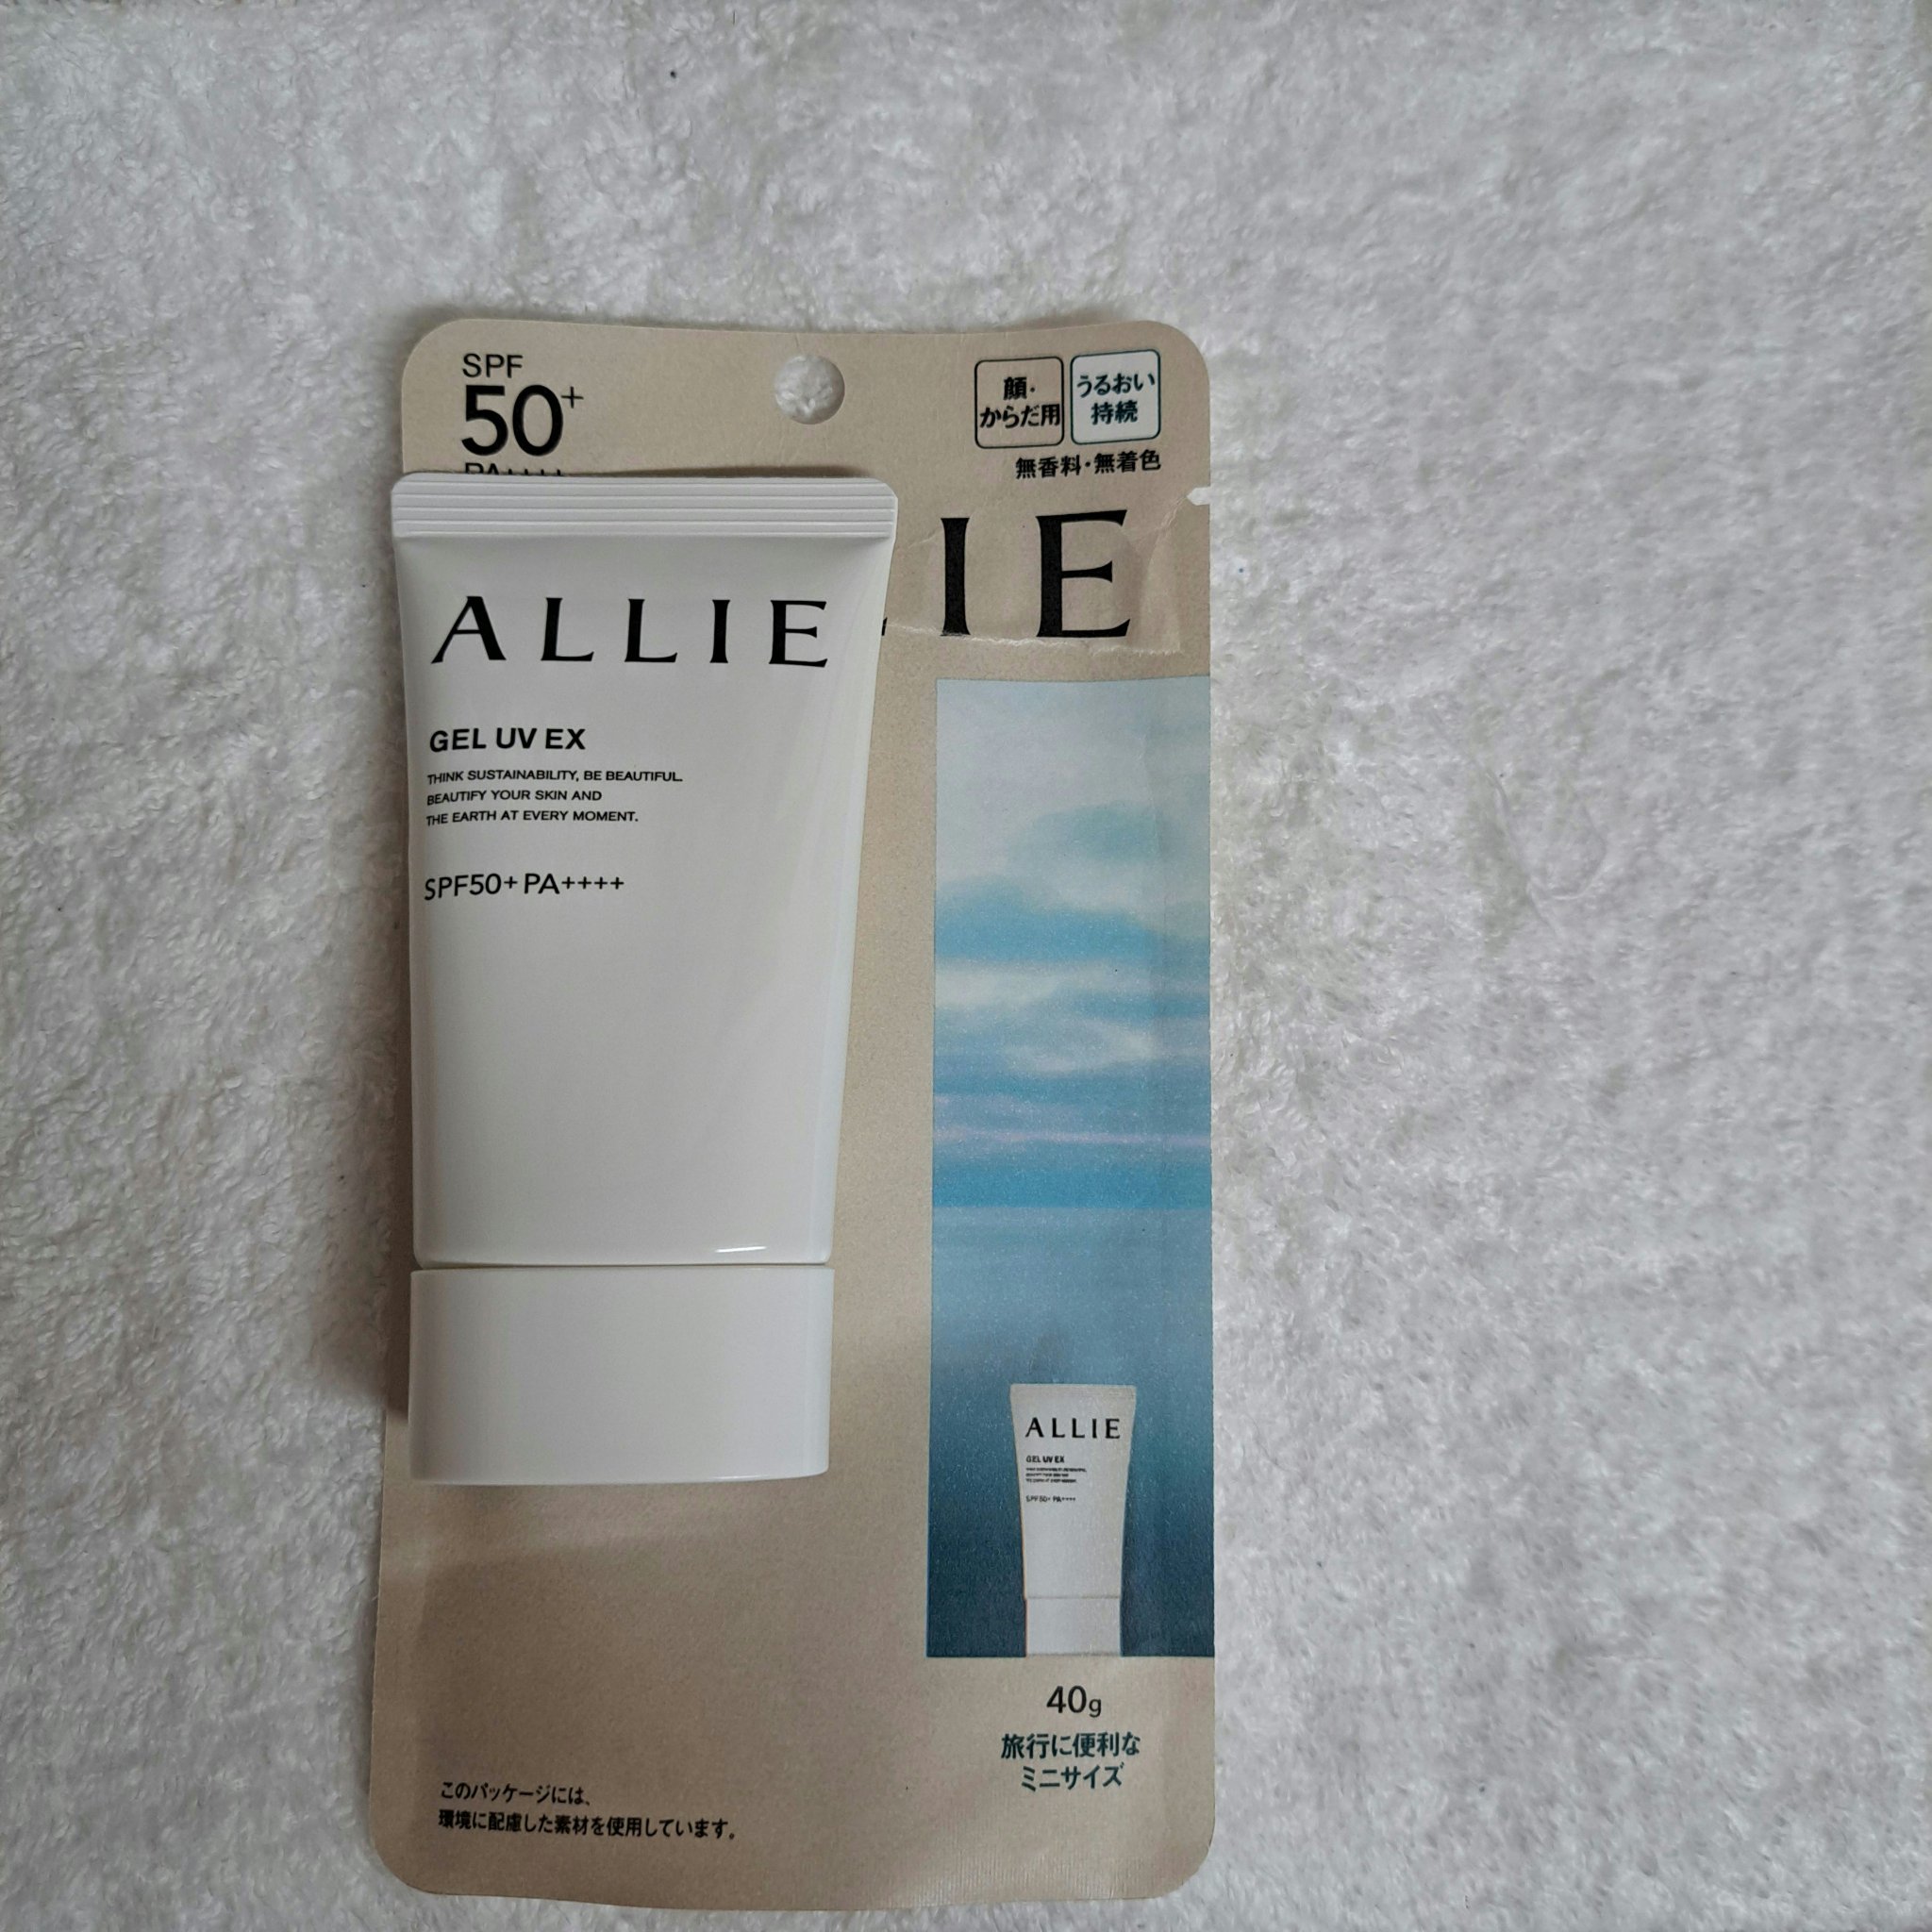 SPF
50+
PA++++
顔・
からだ用
うるおい
持続
無香料・無着色
IE
ALLIE
GEL UV EX
THINK SUSTAINABILITY, BE BEAUTIFUL.
BEAUTIFY YOUR SKIN AND
THE EARTH AT EVERY MOMENT.
SPF50+ PA++++
ALLIE
GEL UV EX
SPF50+ PA++++
40g
旅行に便利な
ミニサイズ
このパッケージには、
環境に配慮した素材を使用しています。